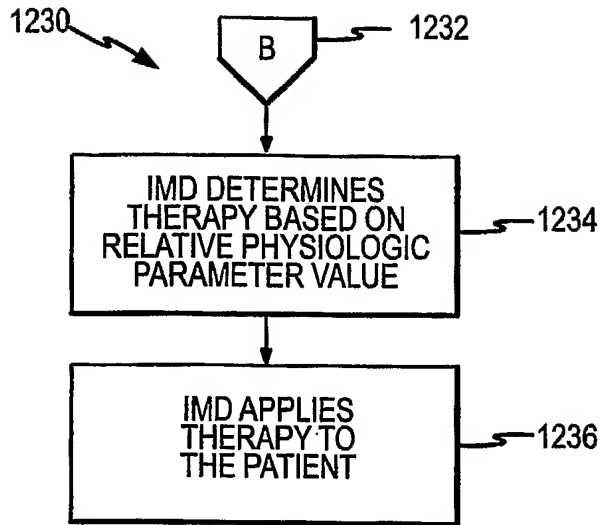 1230
B
1232
IMD DETERMINES
THERAPY BASED ON
RELATIVE PHYSIOLOGIC
PARAMETER VALUE
1234
IMD APPLIES
THERAPY TO
THE PATIENT
1236